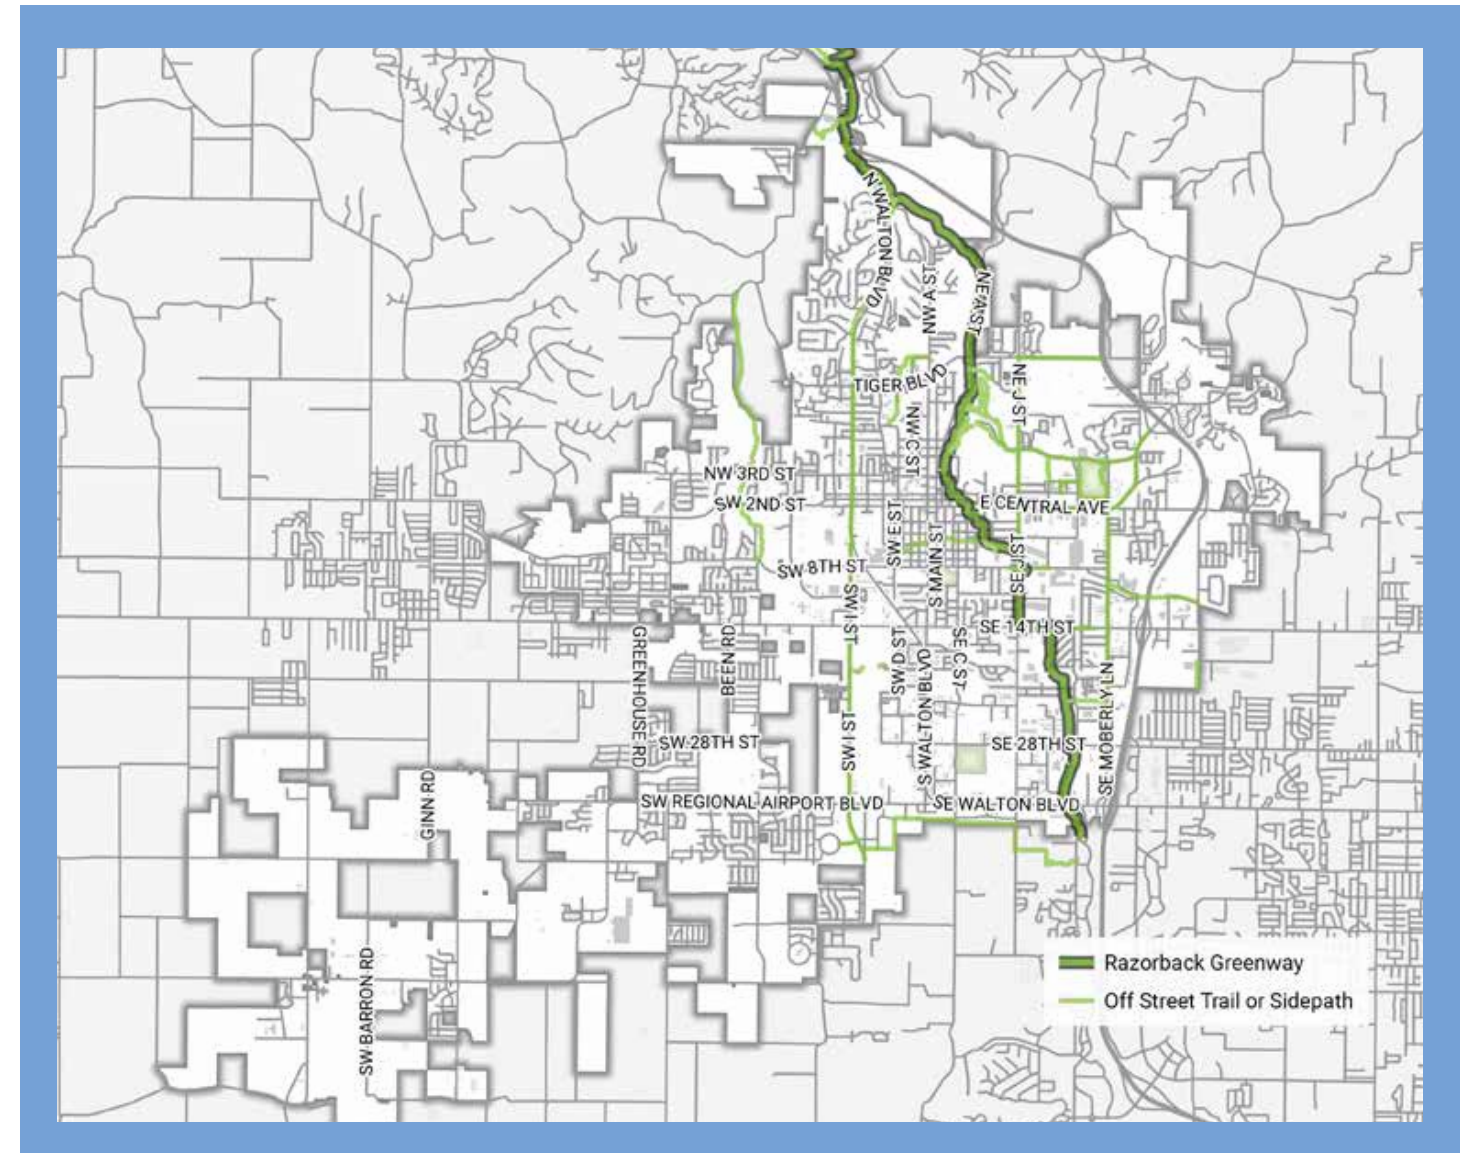 N WALTON BLVD
NW A ST
NE A ST
TIGER BLVD
NE J ST
NW C ST
NW 3RD ST
SW 2ND ST
E CENTRAL AVE
SW E ST
S MAIN ST
SE J ST
SW 8TH ST
SW I ST
SE 14TH ST
GREENHOUSE RD
BEEN RD
SW D ST
SE C ST
S WALTON BLVD
SE MOBERLY LN
SW I ST
SW 28TH ST
SE 28TH ST
GINN RD
SW REGIONAL AIRPORT BLVD
SE WALTON BLVD
SW BARRON RD
Razorback Greenway
Off Street Trail or Sidepath